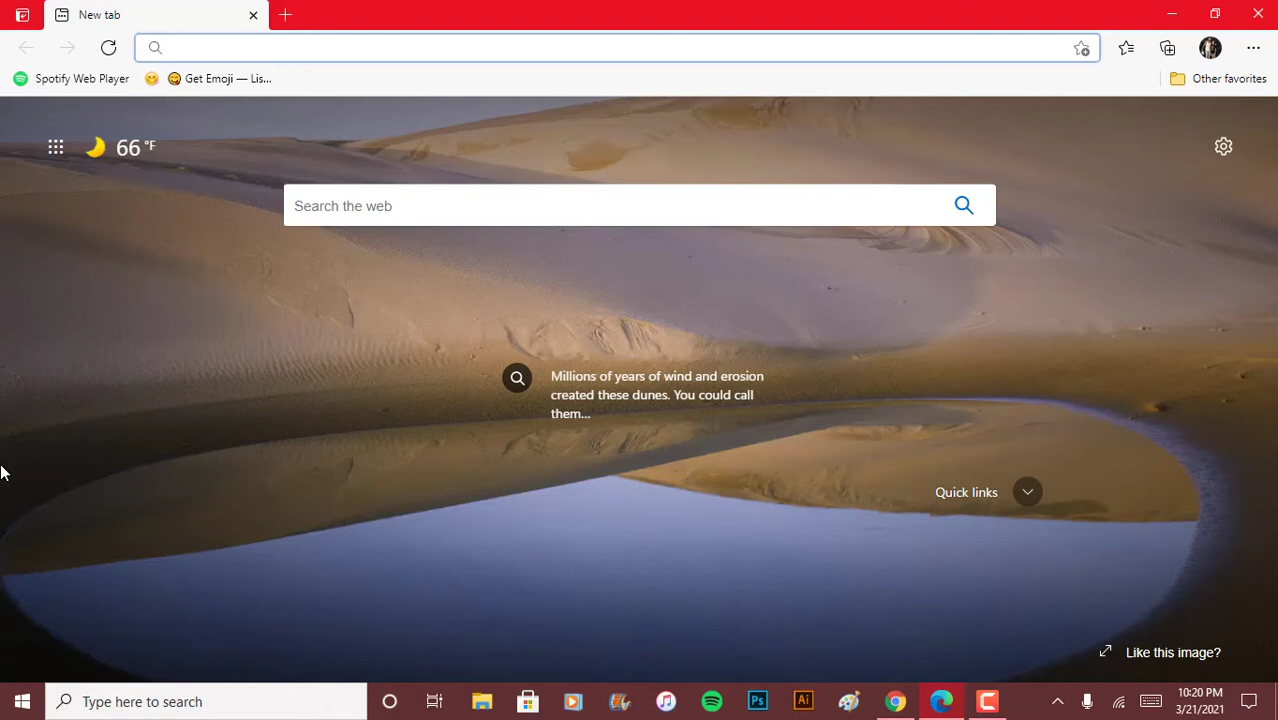 New tab
Spotify Web Player
Get Emoji — Lis...
Other favorites
66 °F
Search the web
Millions of years of wind and erosion
created these dunes. You could call
them...
Quick links
Like this image?
Type here to search
Ps
Ai
10:20 PM
3/21/2021